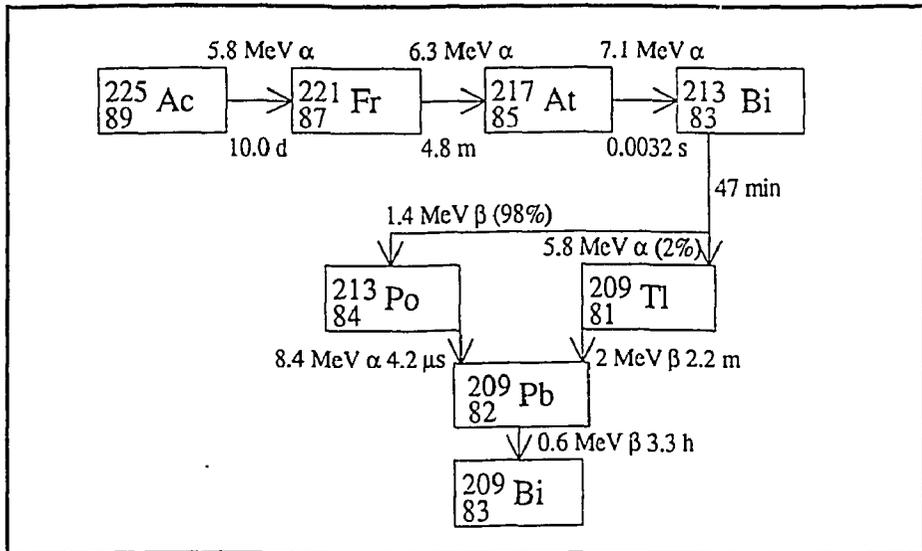 5.8 MeV α 6.3 MeV α 7.1 MeV α
225 89 Ac 221 87 Fr 217 85 At 213 83 Bi
10.0 d 4.8 m 0.0032 s
47 min
1.4 MeV β (98%)
5.8 MeV α (2%)
213 84 Po 209 81 Tl
8.4 MeV α 4.2 μs 2 MeV β 2.2 m
209 82 Pb
0.6 MeV β 3.3 h
209 83 Bi